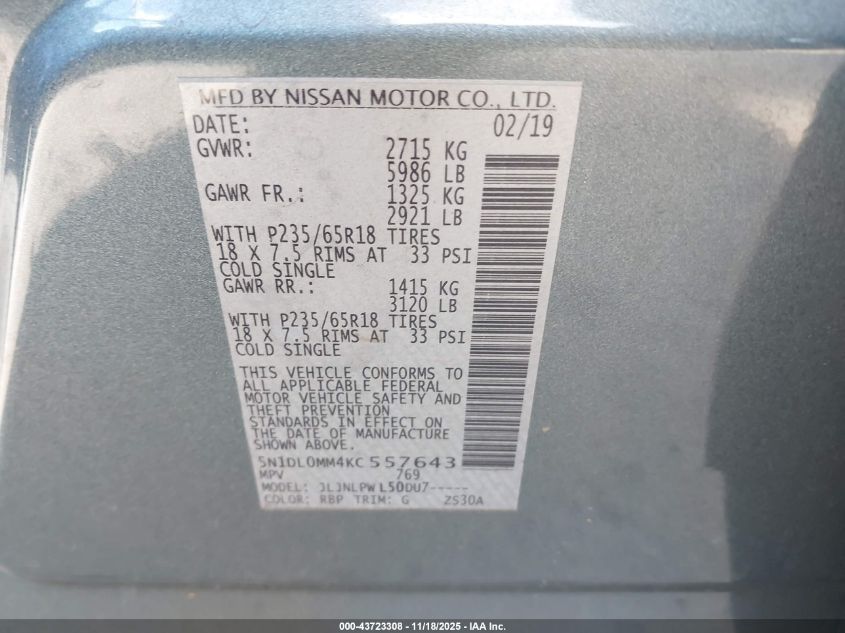 MFD BY NISSAN MOTOR CO., LTD.
DATE: 02/19
GVWR: 2715 KG
5986 LB
GAWR FR.: 1325 KG
2921 LB
WITH P235/65R18 TIRES
18 X 7.5 RIMS AT 33 PSI
COLD SINGLE
GAWR RR.: 1415 KG
3120 LB
WITH P235/65R18 TIRES
18 X 7.5 RIMS AT 33 PSI
COLD SINGLE
THIS VEHICLE CONFORMS TO
ALL APPLICABLE FEDERAL
MOTOR VEHICLE SAFETY AND
THEFT PREVENTION
STANDARDS IN EFFECT ON
THE DATE OF MANUFACTURE
SHOWN ABOVE.
5N1DL0MM4KC557643
MPV 769
MODEL: JLJNLPWL50DU7-----
COLOR: RBP TRIM: G ZS30A
000-43723308 - 11/18/2025 - IAA Inc.